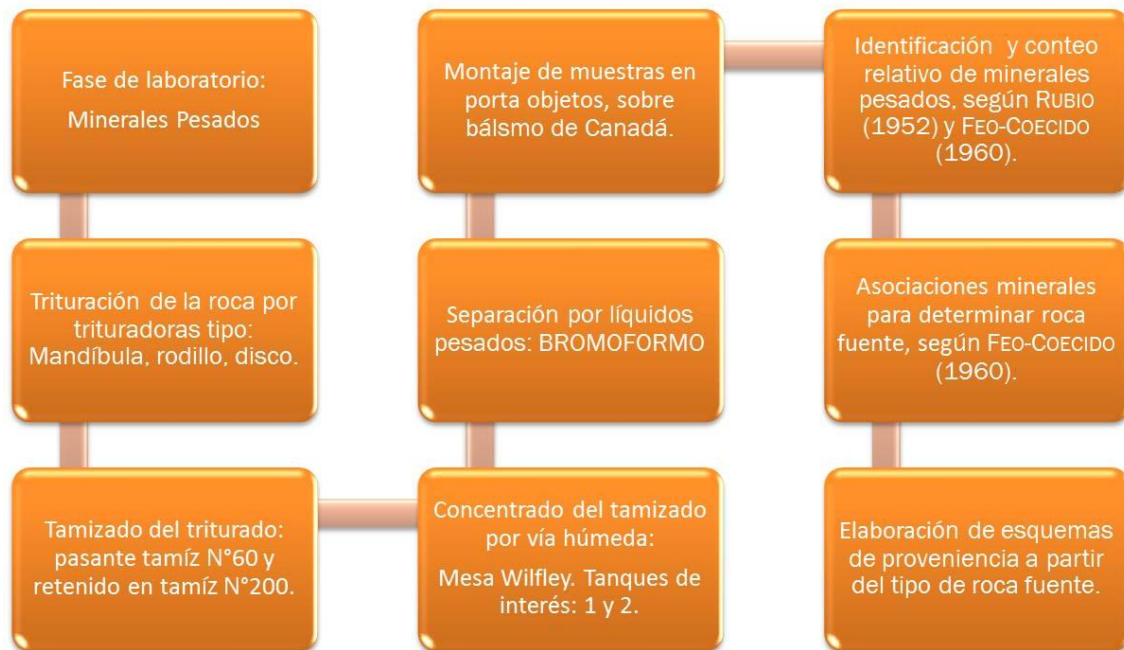 Fase de laboratorio:
Minerales Pesados
Trituración de la roca por
trituradoras tipo:
Mandíbula, rodillo, disco.
Tamizado del triturado:
pasante tamíz N°60 y
retenido en tamíz N°200.
Concentrado del tamizado
por vía húmeda:
Mesa Wilfley. Tanques de
interés: 1 y 2.
Separación por líquidos
pesados: BROMOFORMO
Montaje de muestras en
porta objetos, sobre
bálsmo de Canadá.
Identificación y conteo
relativo de minerales
pesados, según RUBIO
(1952) y FEO-COECIDO
(1960).
Asociaciones minerales
para determinar roca
fuente, según FEO-COECIDO
(1960).
Elaboración de esquemas
de proveniencia a partir
del tipo de roca fuente.